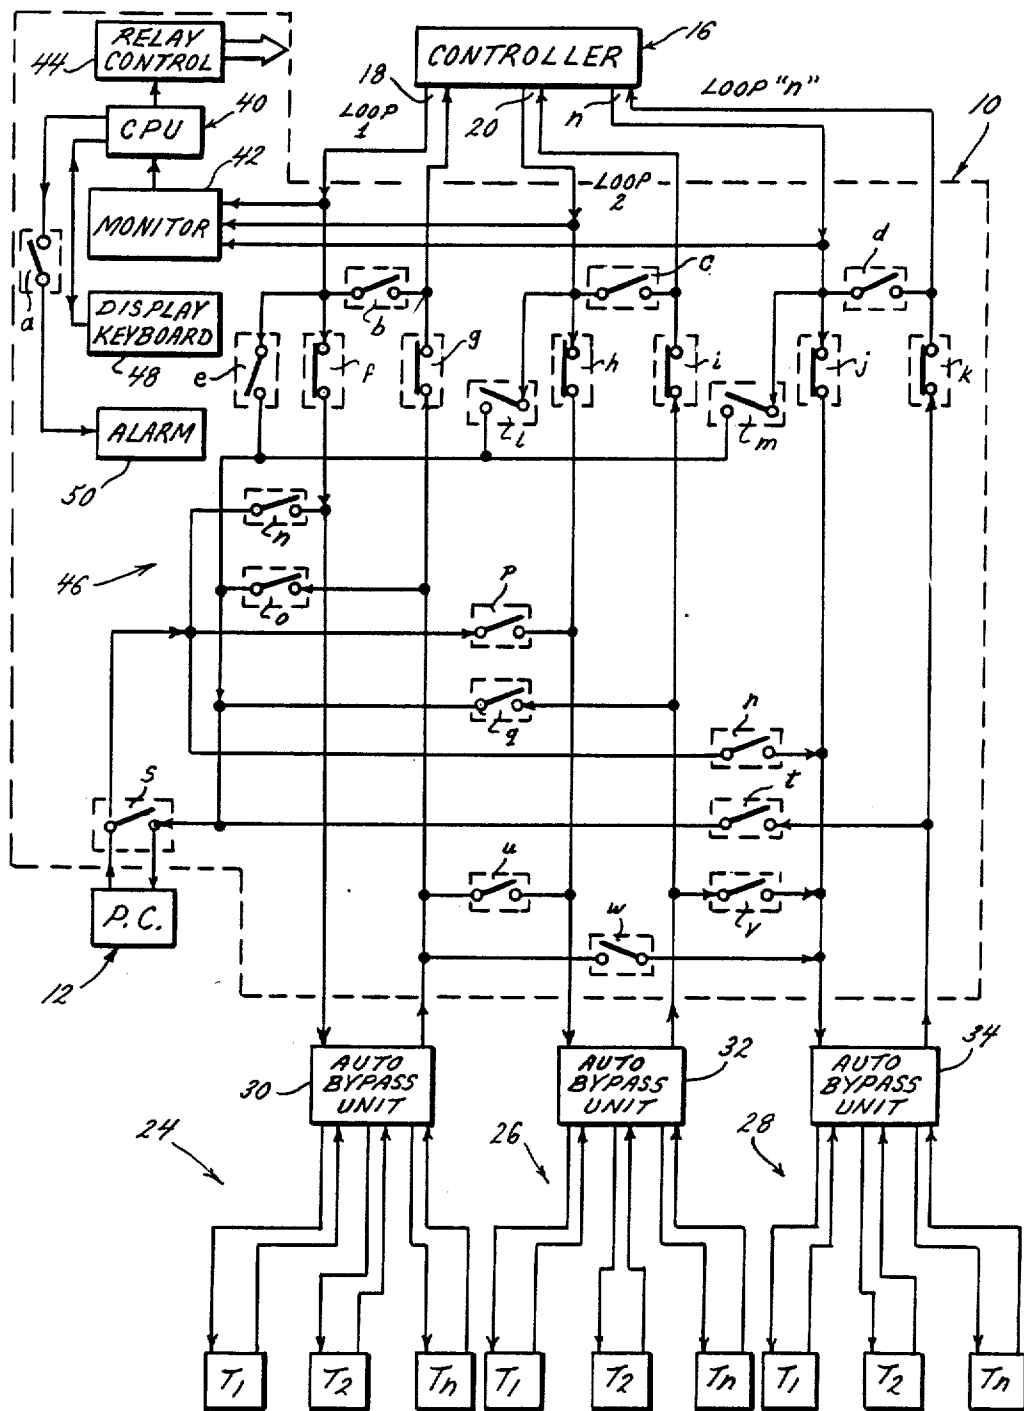 RELAY
CONTROL
44
CONTROLLER
16
18
LOOP
1
20
n
LOOP "n"
10
CPU
40
42
MONITOR
LOOP
2
a
b
c
d
DISPLAY
KEYBOARD
48
e
f
g
h
i
j
k
l
m
ALARM
50
n
o
46
p
q
r
s
t
u
v
w
P.C.
12
AUTO
BYPASS
UNIT
30
AUTO
BYPASS
UNIT
32
AUTO
BYPASS
UNIT
34
24
26
28
T1
T2
Tn
T1
T2
Tn
T1
T2
Tn